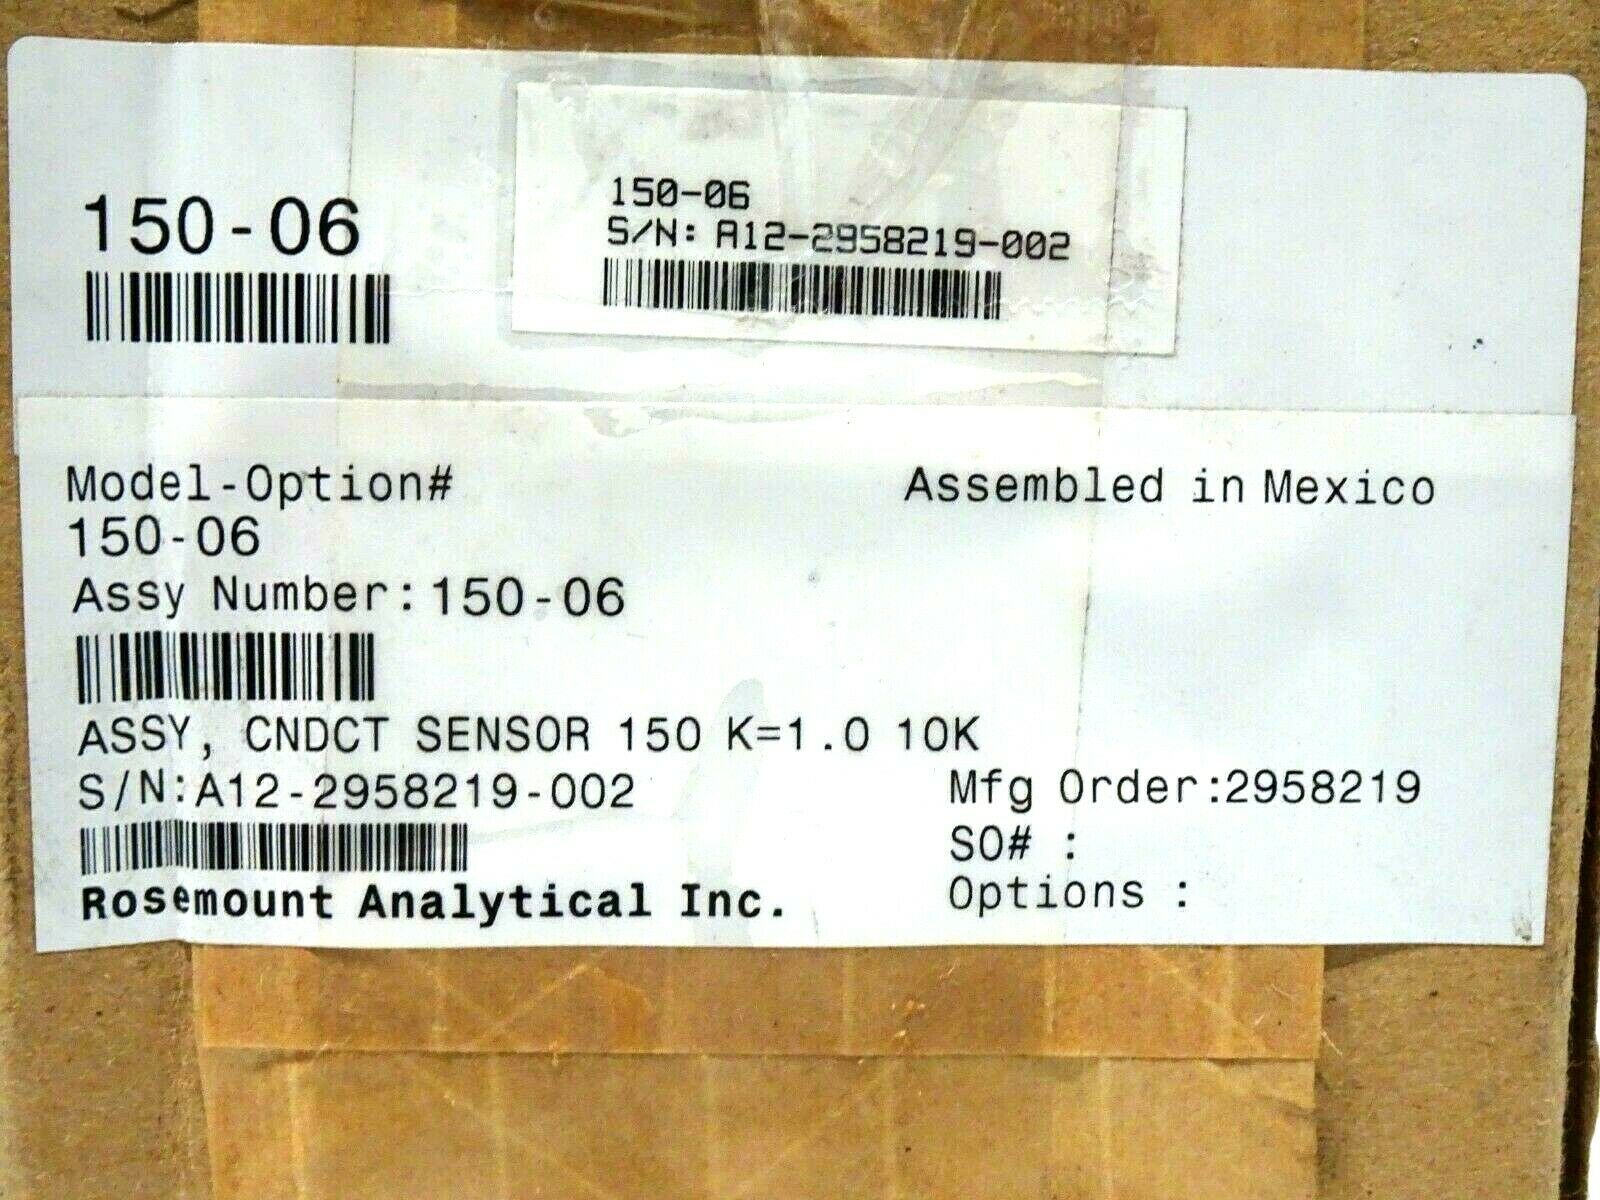 150-06
150-06
S/N: A12-2958219-002
Model-Option#
Assembled in Mexico
150-06
Assy Number:150-06
ASSY, CNDCT SENSOR 150 K=1.0 10K
S/N:A12-2958219-002
Mfg Order:2958219
SO# :
Options :
Rosemount Analytical Inc.